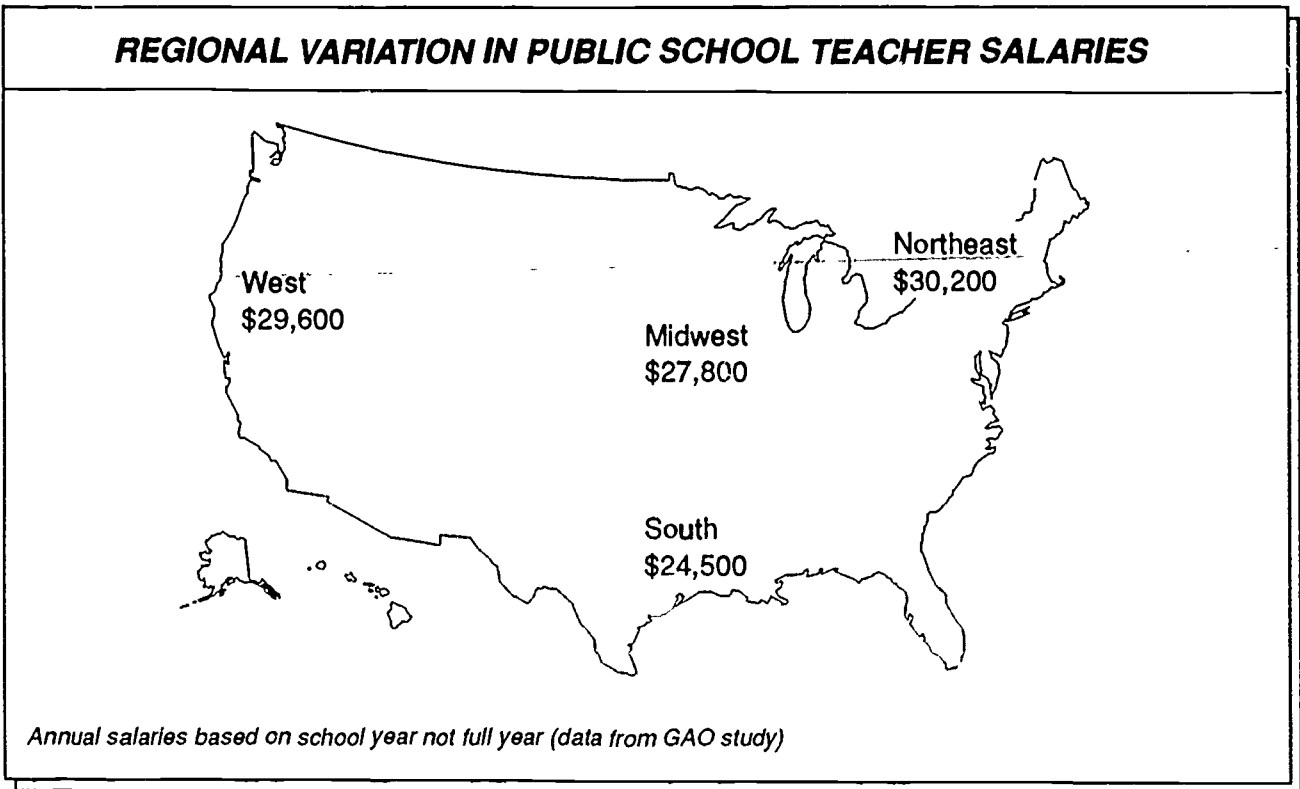 REGIONAL VARIATION IN PUBLIC SCHOOL TEACHER SALARIES
Northeast
$30,200
West
$29,600
Midwest
$27,800
South
$24,500
Annual salaries based on school year not full year (data from GAO study)